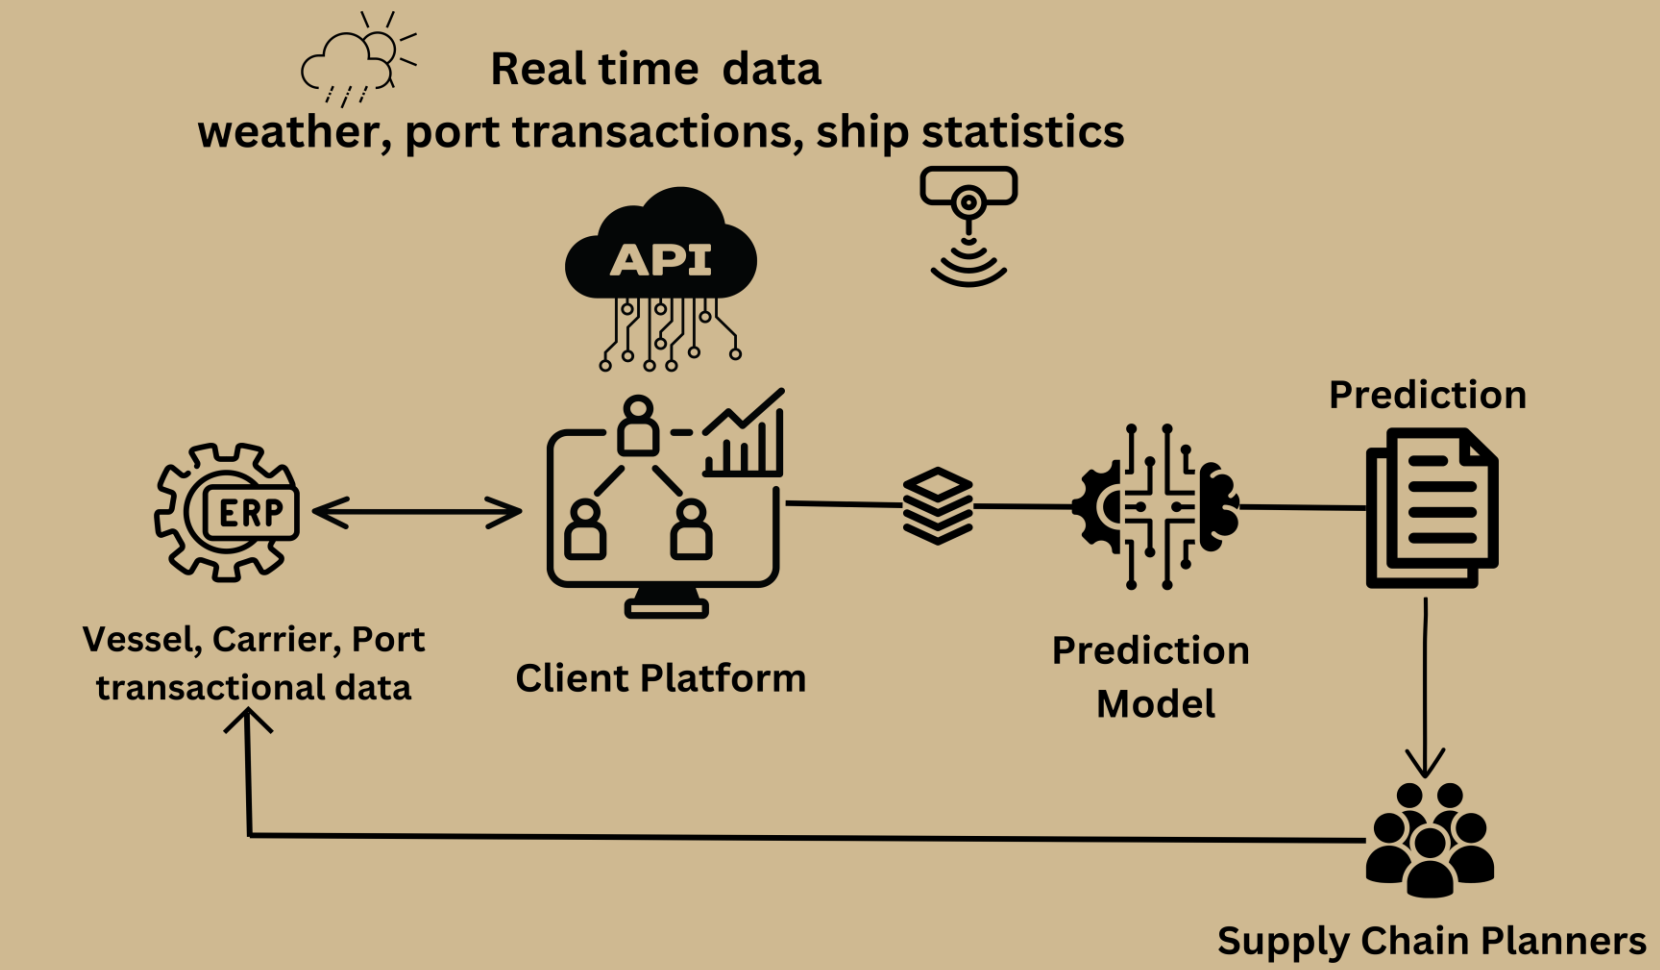 Real time data
weather, port transactions, ship statistics
API
Prediction
ERP
Vessel, Carrier, Port
transactional data
Client Platform
Prediction
Model
Supply Chain Planners